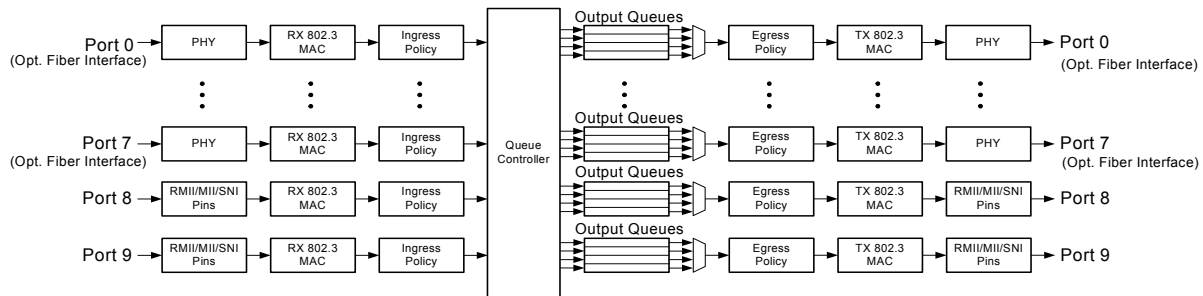 Output Queues
Port 0
(Opt. Fiber Interface)
PHY
RX 802.3
MAC
Ingress
Policy
Egress
Policy
TX 802.3
MAC
PHY
Port 0
(Opt. Fiber Interface)
Output Queues
Port 7
(Opt. Fiber Interface)
PHY
RX 802.3
MAC
Ingress
Policy
Queue
Controller
Egress
Policy
TX 802.3
MAC
PHY
Port 7
(Opt. Fiber Interface)
Output Queues
Port 8
RMII/MII/SNI
Pins
RX 802.3
MAC
Ingress
Policy
Egress
Policy
TX 802.3
MAC
RMII/MII/SNI
Pins
Port 8
Output Queues
Port 9
RMII/MII/SNI
Pins
RX 802.3
MAC
Ingress
Policy
Egress
Policy
TX 802.3
MAC
RMII/MII/SNI
Pins
Port 9